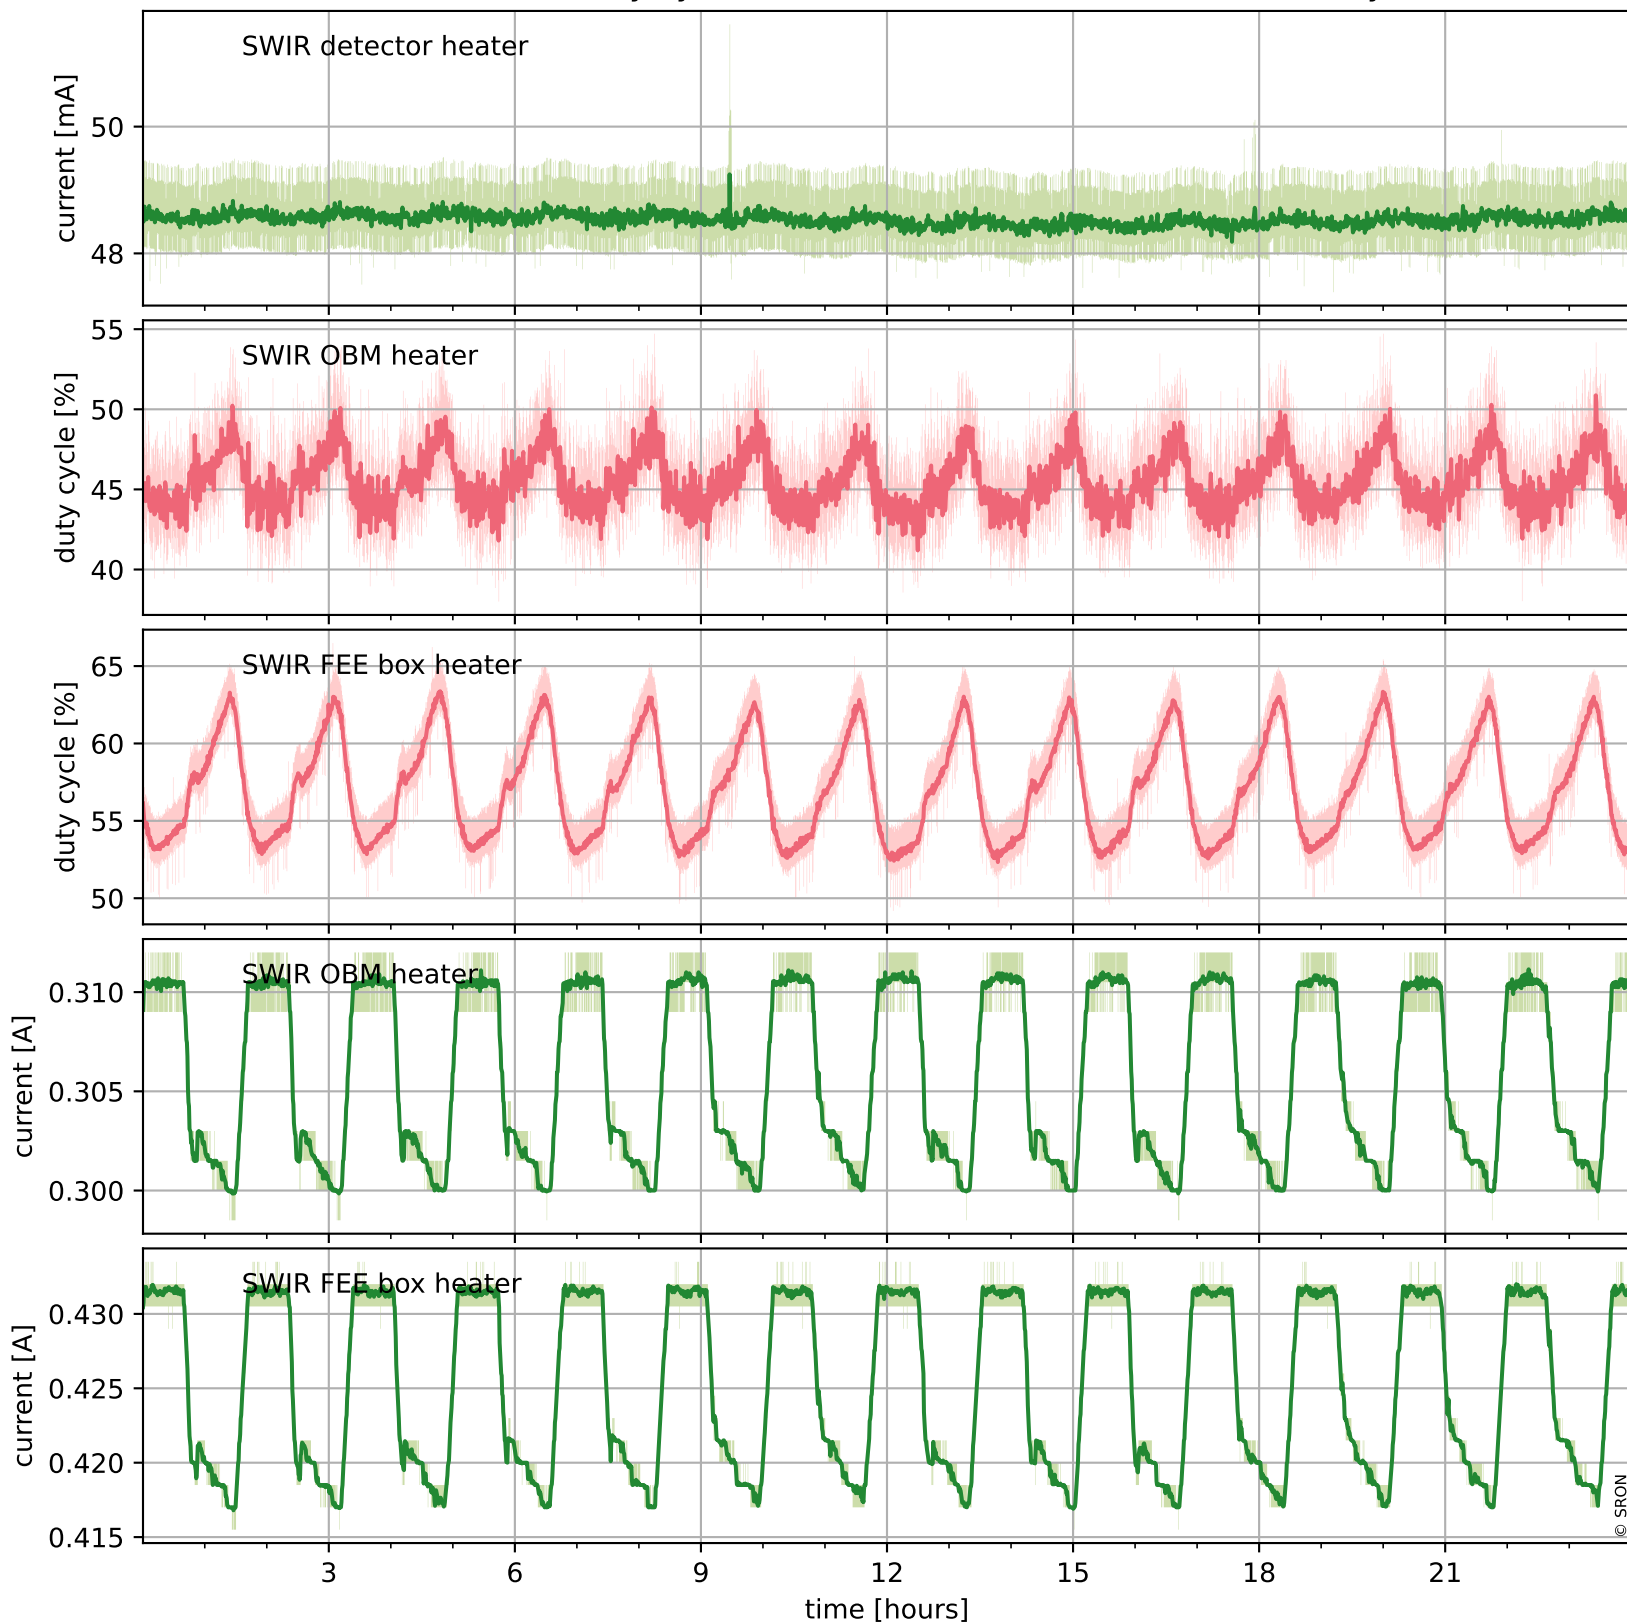 SWIR detector heater
current [mA]
50
48
SWIR OBM heater
duty cycle [%]
55
50
45
40
SWIR FEE box heater
duty cycle [%]
65
60
55
50
SWIR OBM heater
current [A]
0.310
0.305
0.300
SWIR FEE box heater
current [A]
0.430
0.425
0.420
0.415
© SRON
3 6 9 12 15 18 21
time [hours]